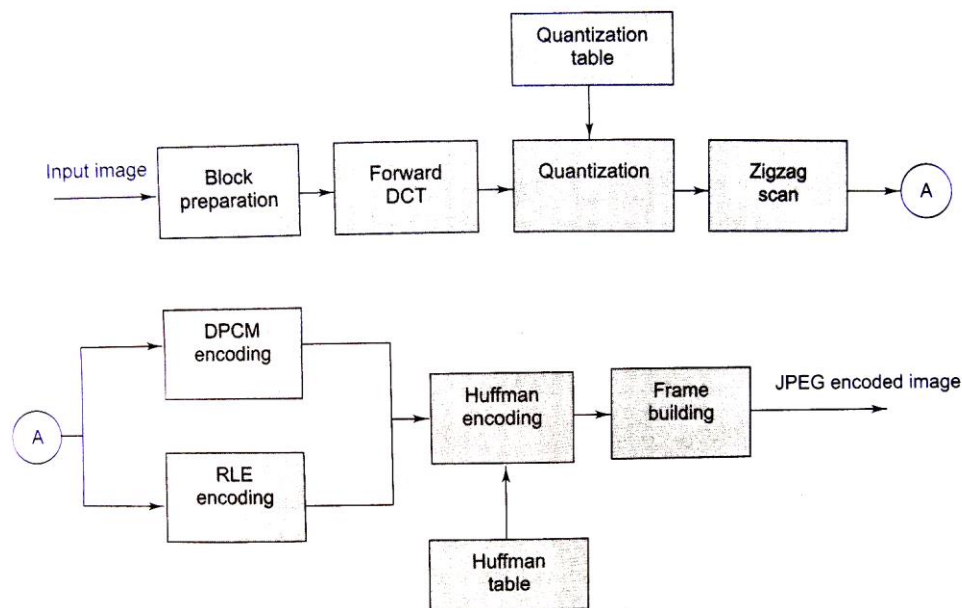 Quantization
table
Input image
Block
preparation
Forward
DCT
Quantization
Zigzag
scan
A
DPCM
encoding
A
RLE
encoding
Huffman
encoding
Frame
building
JPEG encoded image
Huffman
table